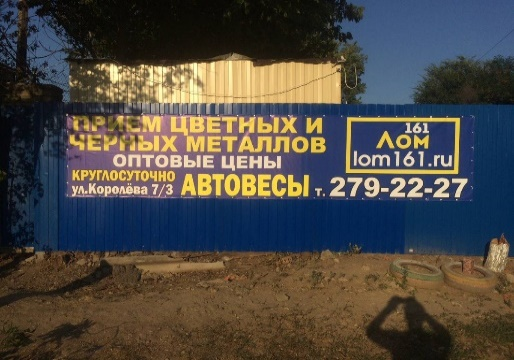 ПРИЕМ ЦВЕТНЫХ И
ЧЕРНЫХ МЕТАЛЛОВ
ОПТОВЫЕ ЦЕНЫ
КРУГЛОСУТОЧНО
ул.Королёва 7/3
АВТОВЕСЫ т. 279-22-27
161
ЛОМ
lom161.ru